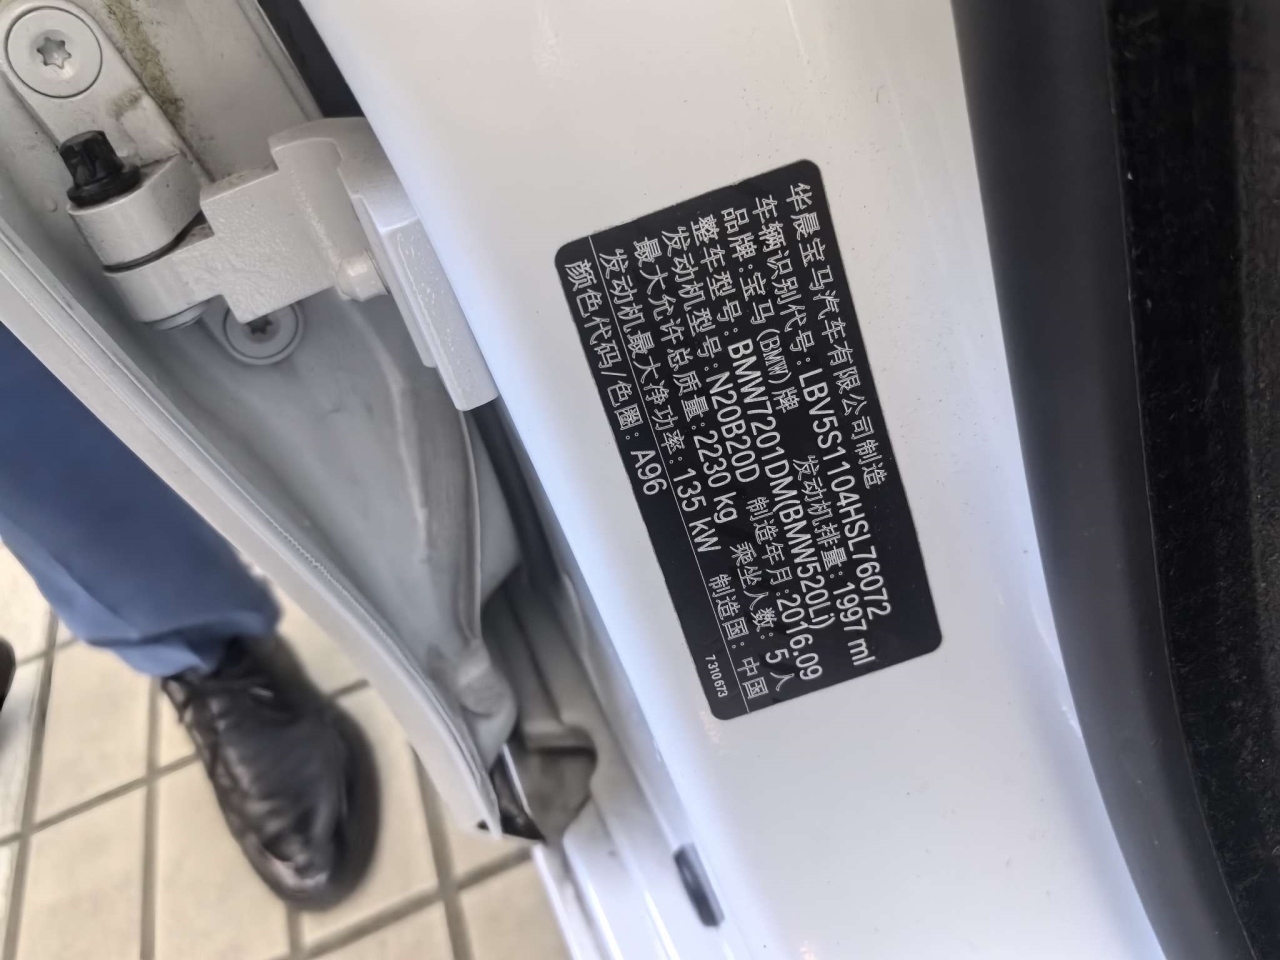 华晨宝马汽车有限公司制造
车辆识别代号:LBV5S1104HSL76072
品牌:宝马(BMW)牌 发动机排量:1997 ml
整车型号:BMW7201DM(BMW520Li)
发动机型号:N20B20D 制造年月:2016.09
最大允许总质量:2230 kg 乘坐人数:5人
发动机最大净功率:135 kW 制造国:中国
颜色代码/色圈:A96
7310673